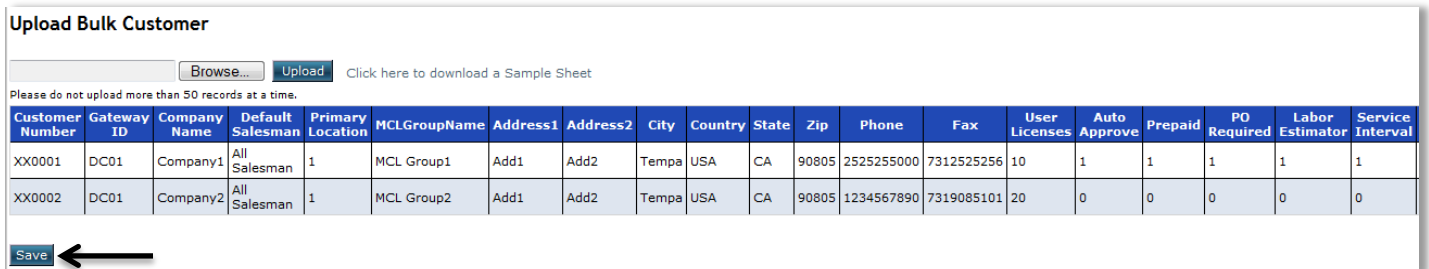 Upload Bulk Customer
Browse... Upload Click here to download a Sample Sheet
Please do not upload more than 50 records at a time.
Customer Number Gateway ID Company Name Default Salesman Primary Location MCLGroupName Address1 Address2 City Country State Zip Phone Fax User Licenses Auto Approve Prepaid PO Required Labor Estimator Service Interval
XX0001 DC01 Company1 All Salesman 1 MCL Group1 Add1 Add2 Tempa USA CA 90805 2525255000 7312525256 10 1 1 1 1 1
XX0002 DC01 Company2 All Salesman 1 MCL Group2 Add1 Add2 Tempa USA CA 90805 1234567890 7319085101 20 0 0 0 0 0
Save